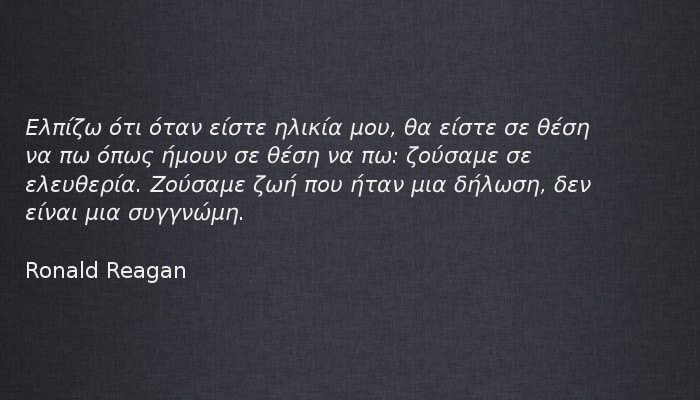 Ελπίζω ότι όταν είστε ηλικία μου, θα είστε σε θέση
να πω όπως ήμουν σε θέση να πω: ζούσαμε σε
ελευθερία. Ζούσαμε ζωή που ήταν μια δήλωση, δεν
είναι μια συγγνώμη.
Ronald Reagan